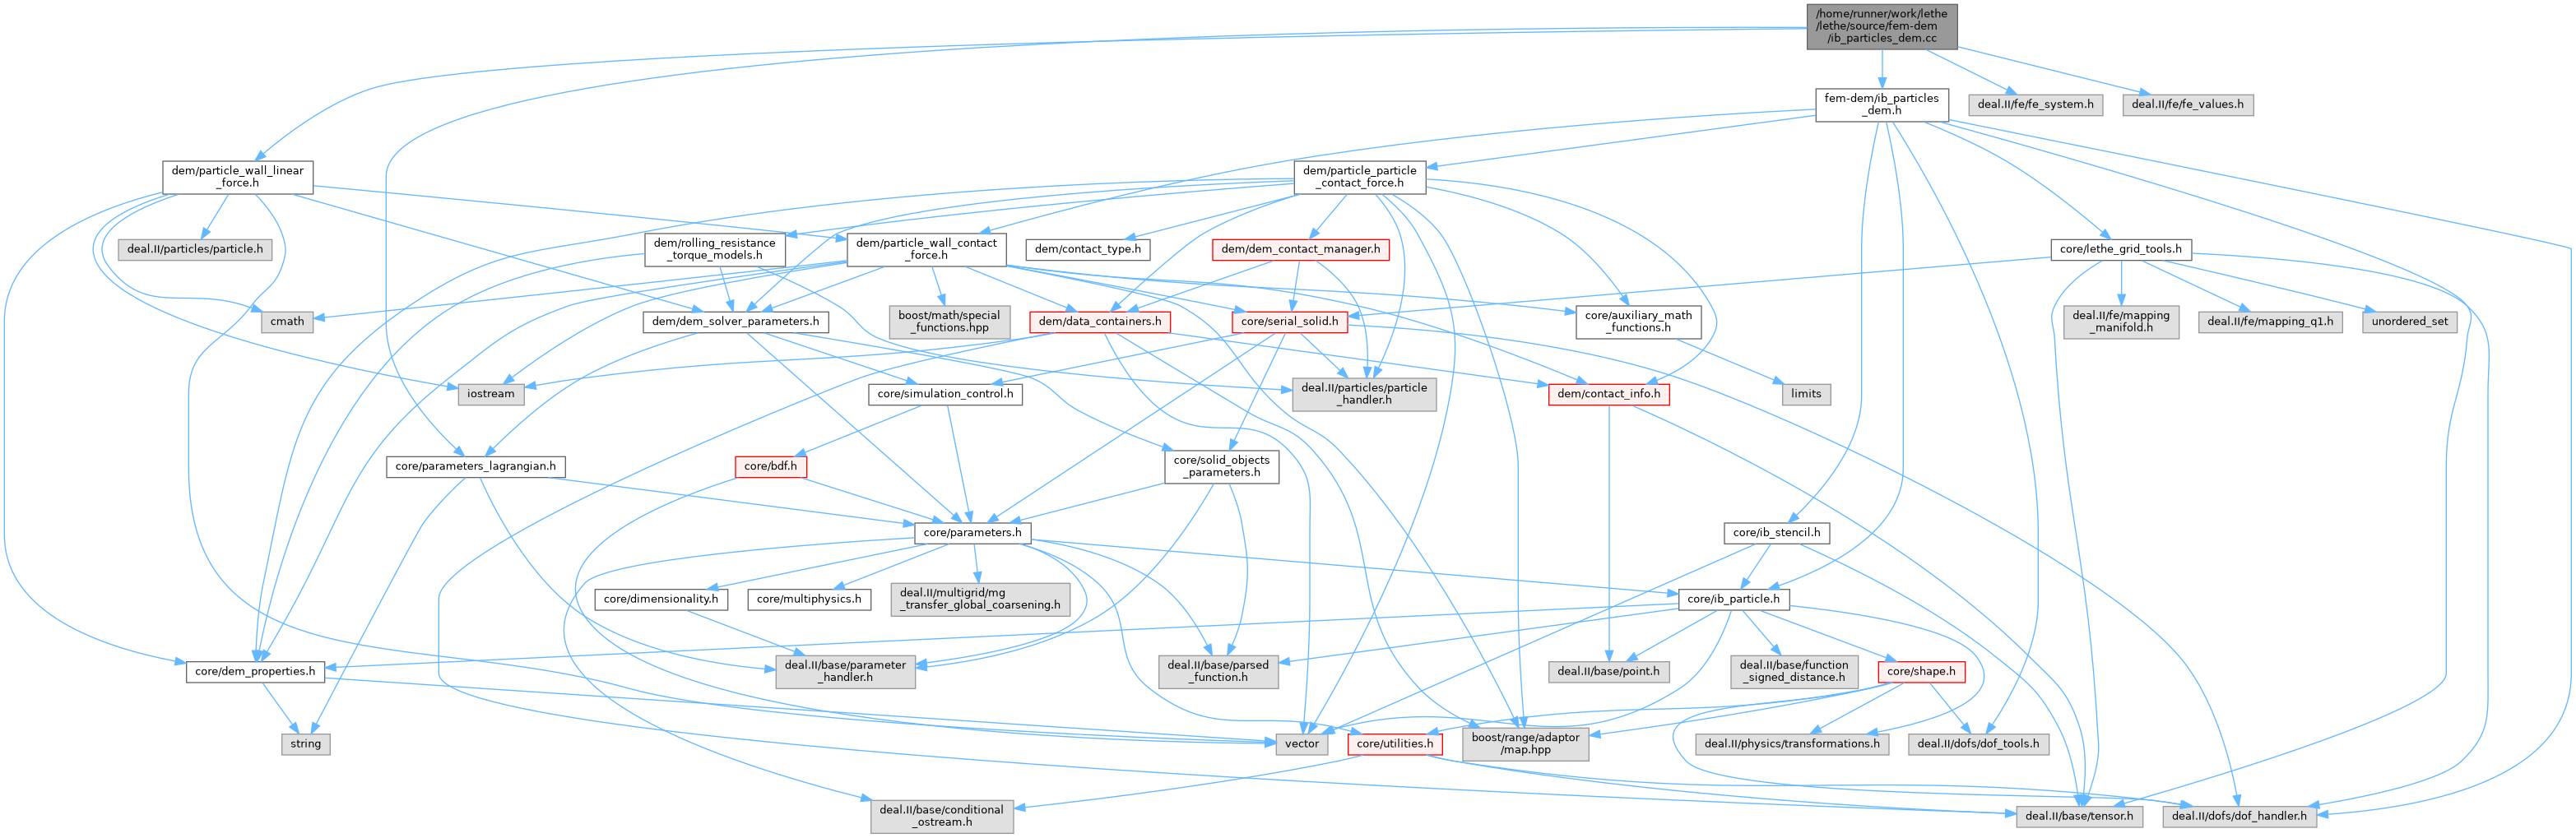 /home/runner/work/lethe
/lethe/source/fem-dem
/ib_particles_dem.cc
fem-dem/ib_particles
_dem.h
deal.II/fe/fe_system.h
deal.II/fe/fe_values.h
dem/particle_wall_linear
_force.h
dem/particle_particle
_contact_force.h
deal.II/particles/particle.h
dem/rolling_resistance
_torque_models.h
dem/particle_wall_contact
_force.h
dem/contact_type.h
dem/dem_contact_manager.h
core/lethe_grid_tools.h
cmath
dem/dem_solver_parameters.h
boost/math/special
_functions.hpp
dem/data_containers.h
core/serial_solid.h
core/auxiliary_math
_functions.h
deal.II/fe/mapping
_manifold.h
deal.II/fe/mapping_q1.h
unordered_set
iostream
core/simulation_control.h
deal.II/particles/particle
_handler.h
dem/contact_info.h
limits
core/parameters_lagrangian.h
core/bdf.h
core/solid_objects
_parameters.h
core/parameters.h
core/ib_stencil.h
core/dimensionality.h
core/multiphysics.h
deal.II/multigrid/mg
_transfer_global_coarsening.h
core/ib_particle.h
core/dem_properties.h
deal.II/base/parameter
_handler.h
deal.II/base/parsed
_function.h
deal.II/base/point.h
deal.II/base/function
_signed_distance.h
core/shape.h
string
vector
core/utilities.h
boost/range/adaptor
/map.hpp
deal.II/physics/transformations.h
deal.II/dofs/dof_tools.h
deal.II/base/conditional
_ostream.h
deal.II/base/tensor.h
deal.II/dofs/dof_handler.h